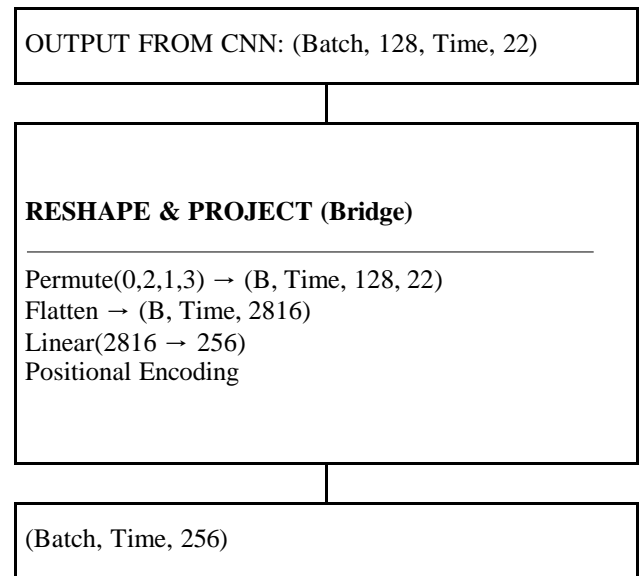 OUTPUT FROM CNN: (Batch, 128, Time, 22)
RESHAPE & PROJECT (Bridge)
Permute(0,2,1,3) → (B, Time, 128, 22)
Flatten → (B, Time, 2816)
Linear(2816 → 256)
Positional Encoding
(Batch, Time, 256)